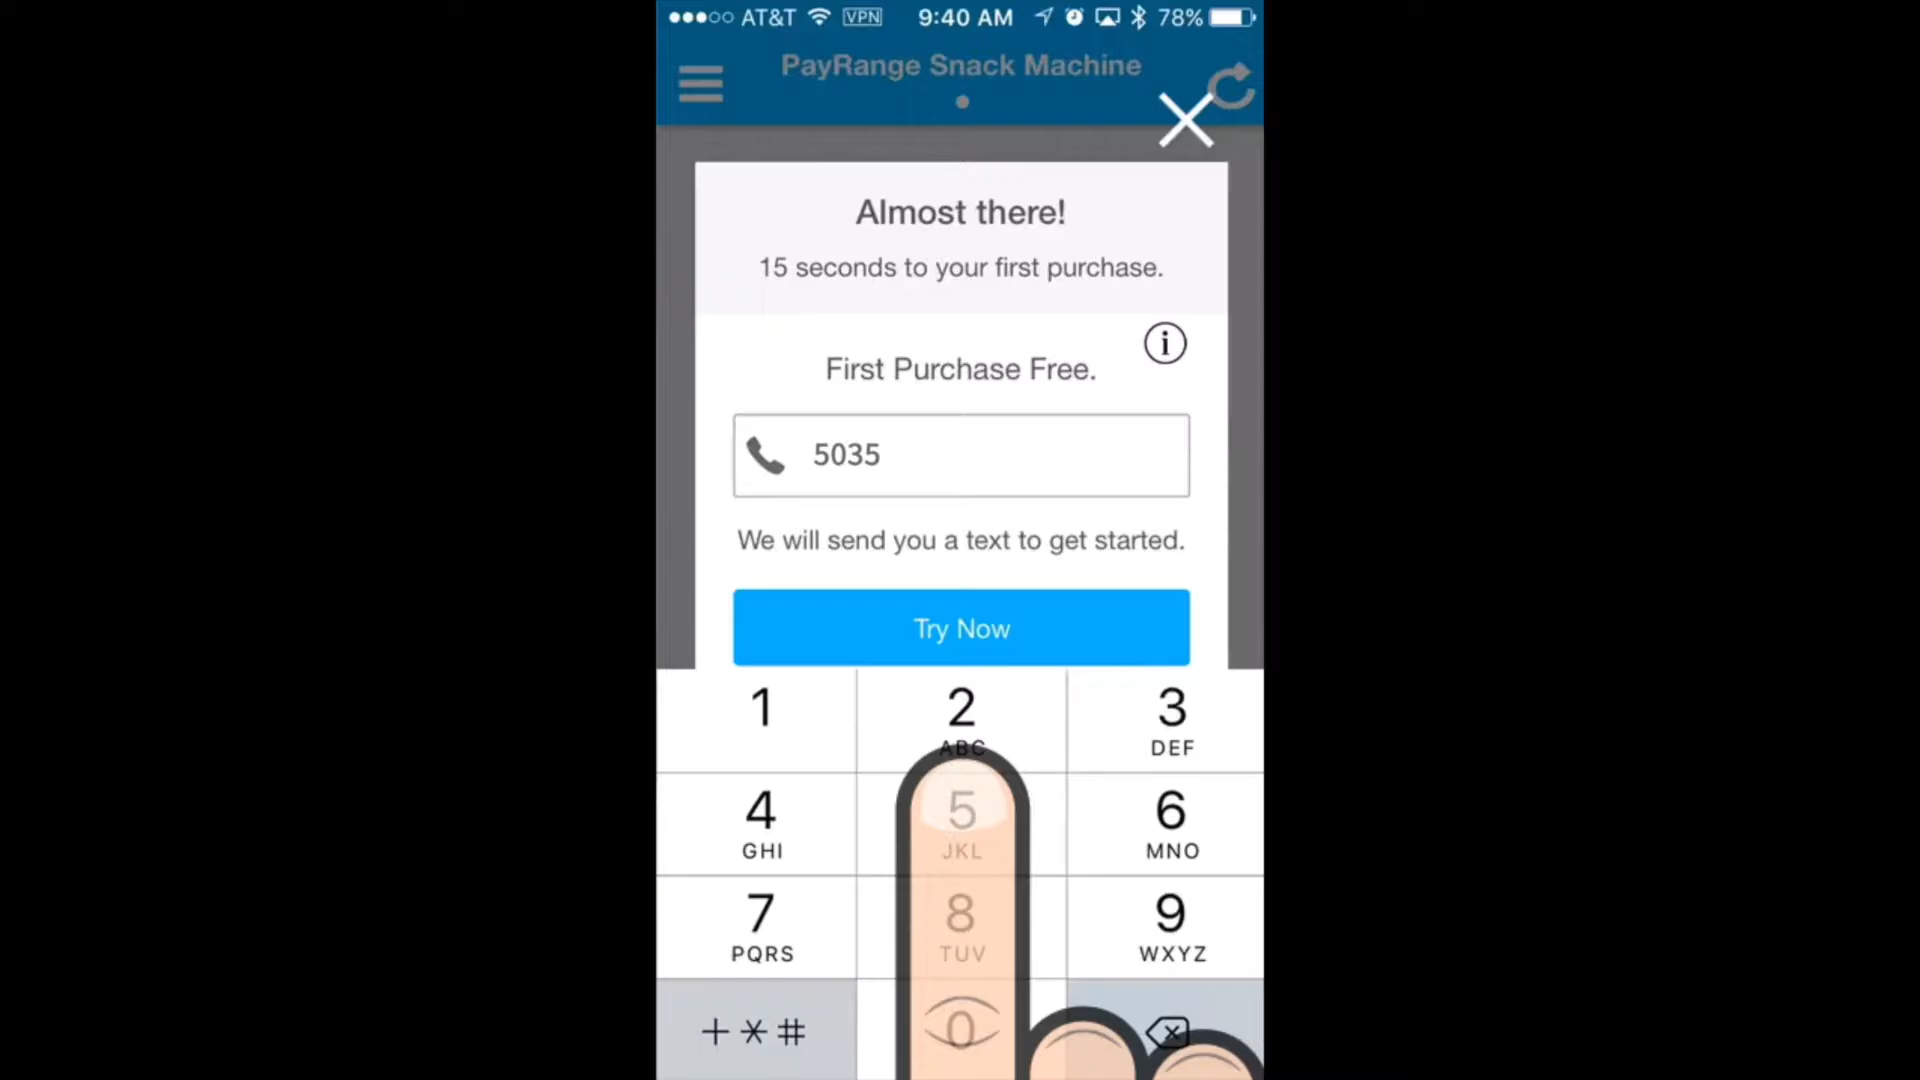 AT&T VPN 9:40 AM 78%
PayRange Snack Machine
Almost there!
15 seconds to your first purchase.
i
First Purchase Free.
5035
We will send you a text to get started.
Try Now
1 2 3
ABC DEF
4 5 6
GHI JKL MNO
7 8 9
PQRS TUV WXYZ
+ * # 0